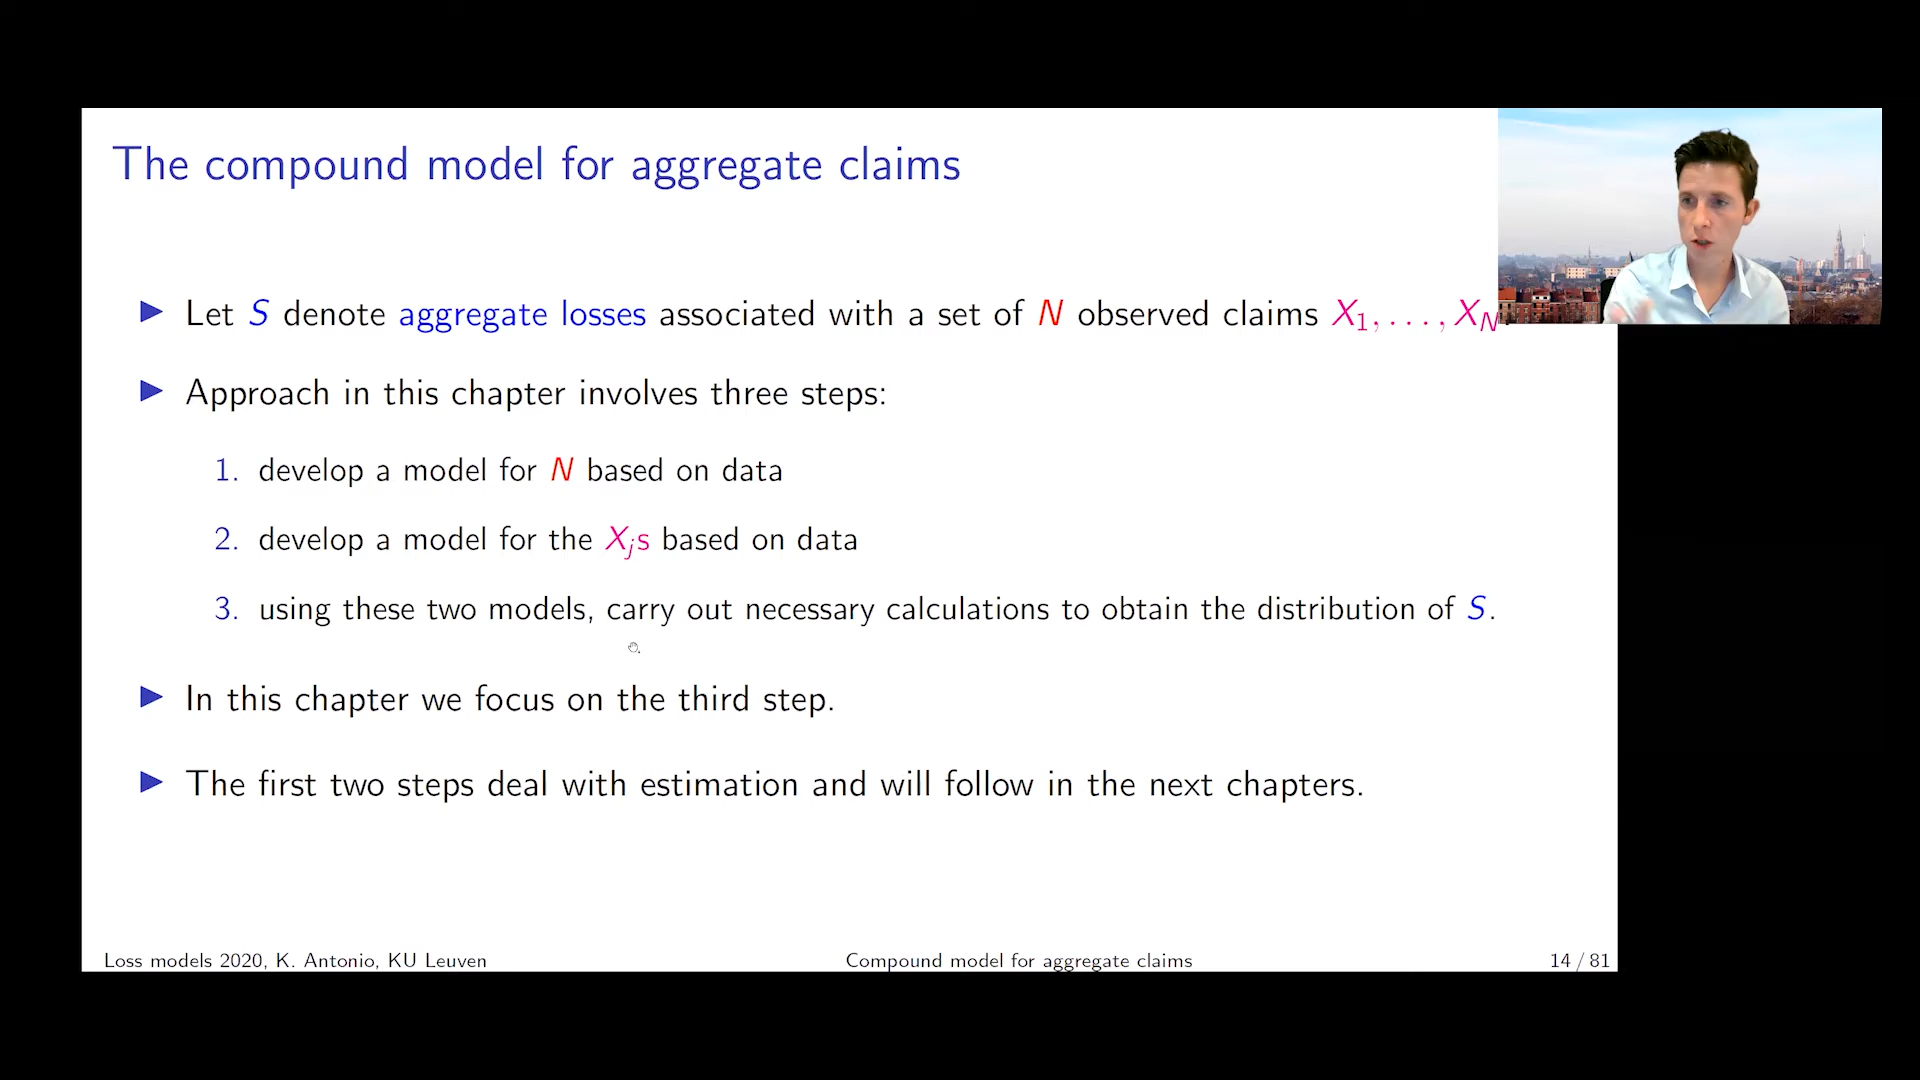 The compound model for aggregate claims
▶ Let S denote aggregate losses associated with a set of N observed claims X₁, . . . , X_N.
▶ Approach in this chapter involves three steps:
1. develop a model for N based on data
2. develop a model for the X_js based on data
3. using these two models, carry out necessary calculations to obtain the distribution of S.
▶ In this chapter we focus on the third step.
▶ The first two steps deal with estimation and will follow in the next chapters.
Loss models 2020, K. Antonio, KU Leuven
Compound model for aggregate claims
14 / 81